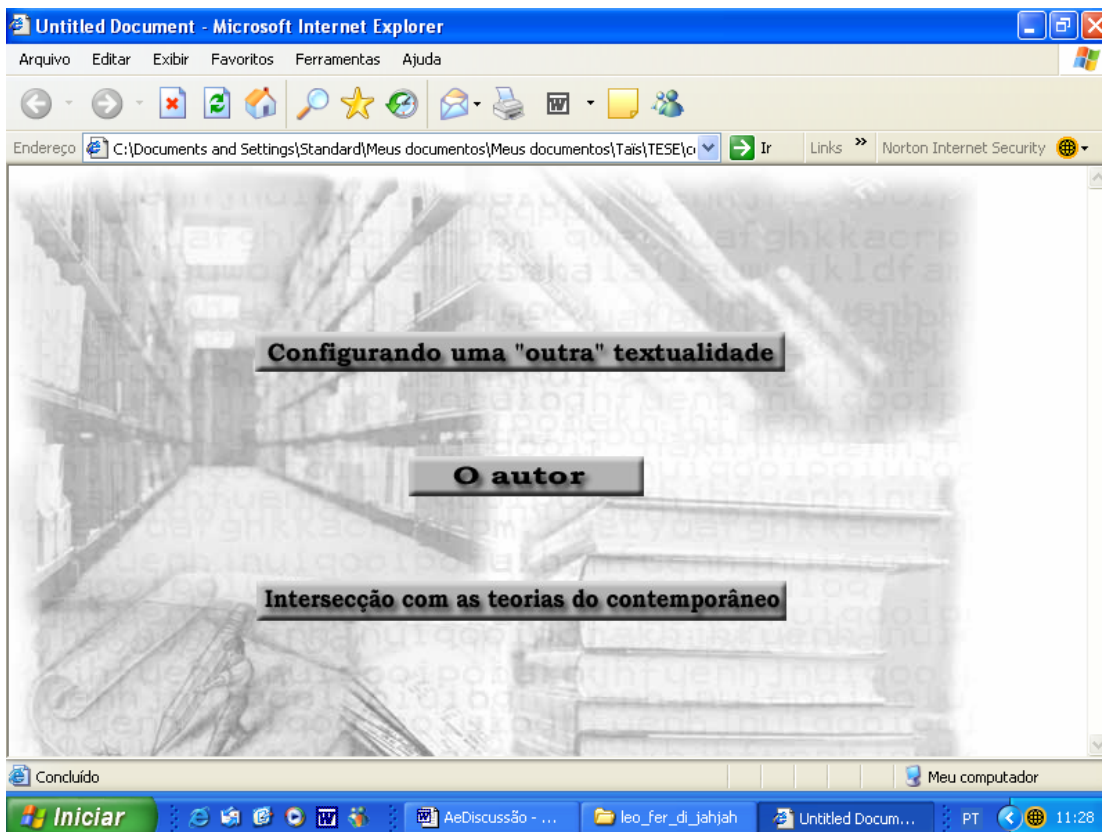 Untitled Document - Microsoft Internet Explorer
Arquivo Editar Exibir Favoritos Ferramentas Ajuda
Endereço C:\Documents and Settings\Standard\Meus documentos\Meus documentos\Taïs\TESE\ Ir Links » Norton Internet Security
Configurando uma "outra" textualidade
O autor
Intersecção com as teorias do contemporâneo
Concluído Meu computador
Iniciar AeDiscussão - ... leo_fer_di_jahjah Untitled Docum... PT 11:28